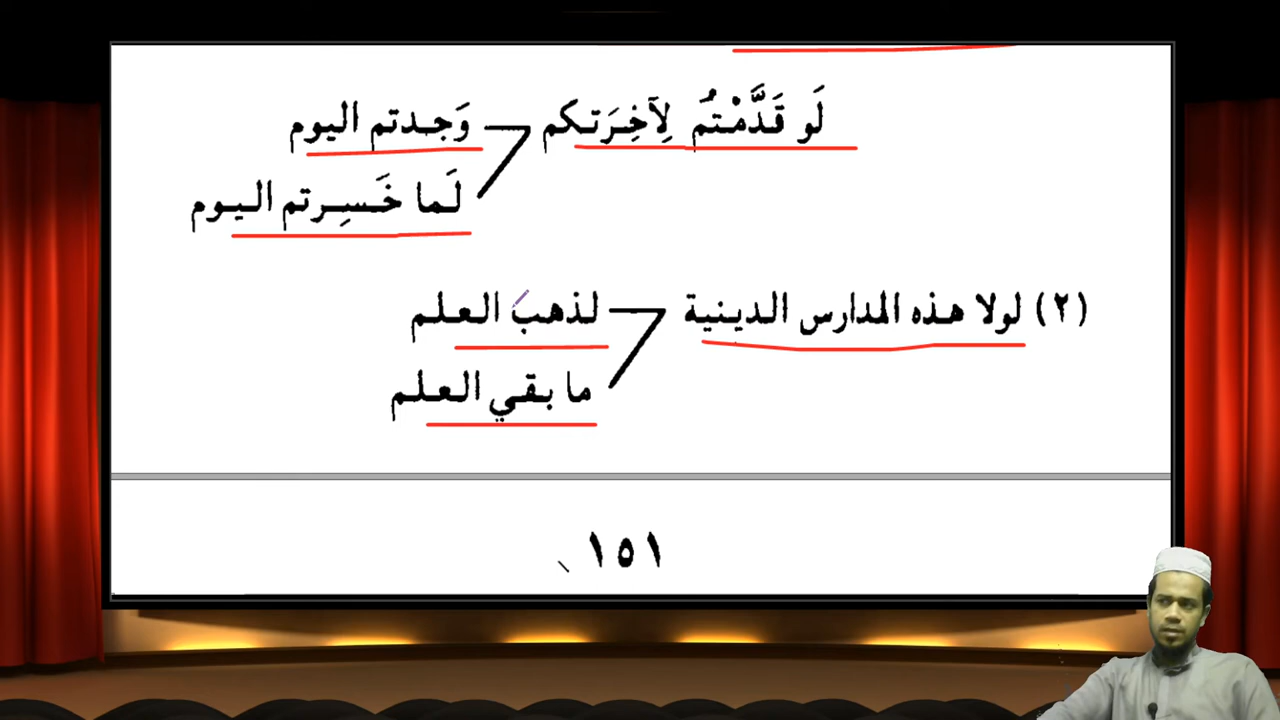 لَو قَدَّمْتُم لِآخِرَتكم وَجدتم اليوم
لَما خَسِرتم اليوم
(٢) لولا هذه المدارس الدينية لذهبَ العلم
ما بقي العلم
١٥١